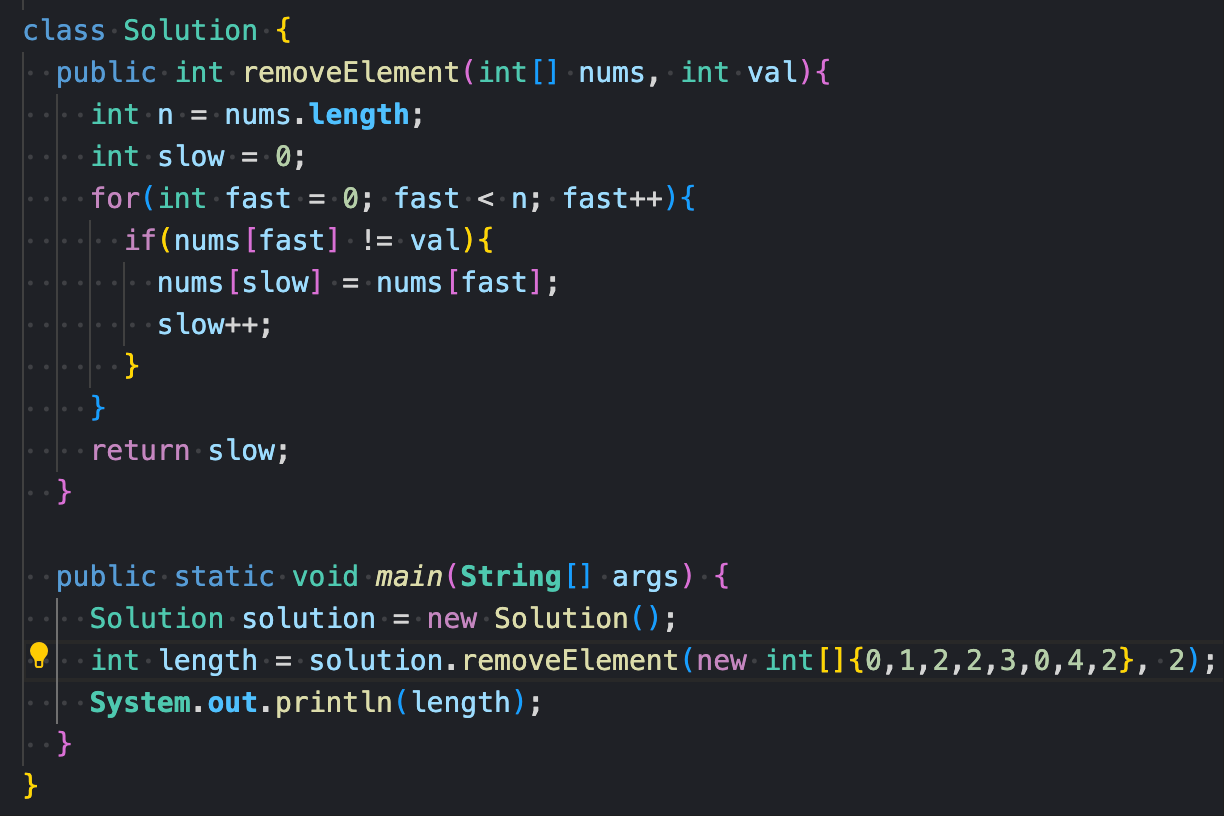 class Solution {
  public int removeElement(int[] nums, int val){
    int n = nums.length;
    int slow = 0;
    for(int fast = 0; fast < n; fast++){
      if(nums[fast] != val){
        nums[slow] = nums[fast];
        slow++;
      }
    }
    return slow;
  }

  public static void main(String[] args) {
    Solution solution = new Solution();
    int length = solution.removeElement(new int[]{0,1,2,2,3,0,4,2}, 2);
    System.out.println(length);
  }
}